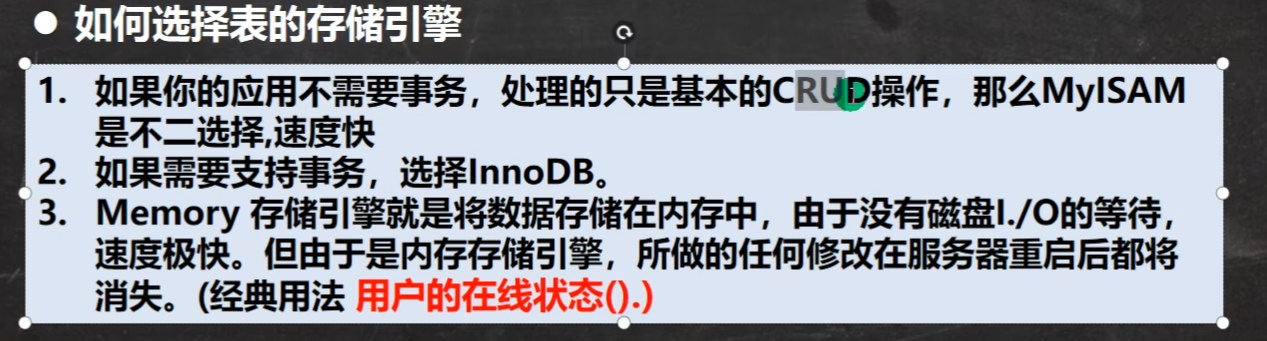 ● 如何选择表的存储引擎
1. 如果你的应用不需要事务，处理的只是基本的CRUD操作，那么MyISAM
是不二选择,速度快
2. 如果需要支持事务，选择InnoDB。
3. Memory 存储引擎就是将数据存储在内存中，由于没有磁盘I./O的等待，
速度极快。但由于是内存存储引擎，所做的任何修改在服务器重启后都将
消失。(经典用法 用户的在线状态().)